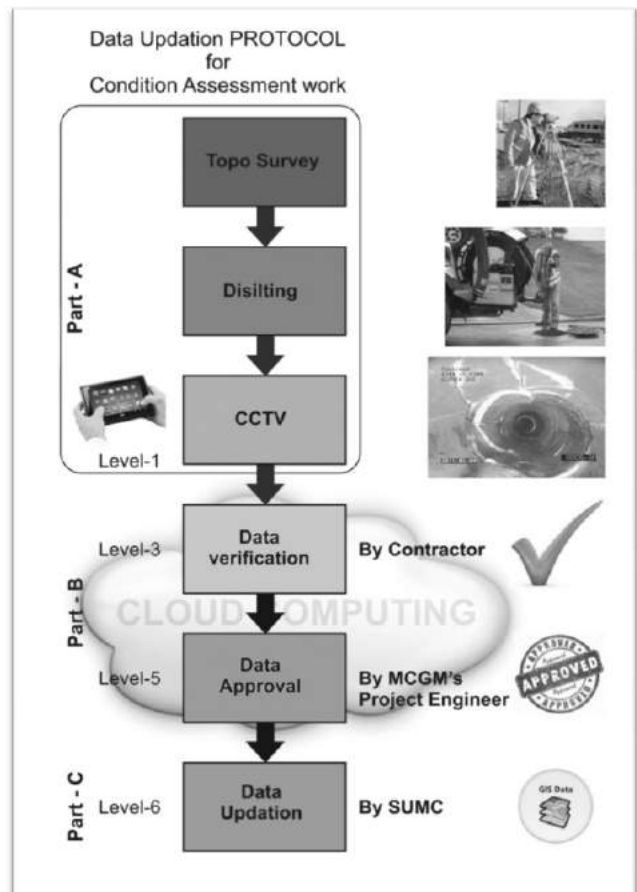 Data Updation PROTOCOL
for
Condition Assessment work
Part - A
Topo Survey
Disilting
CCTV
Level-1
Part - B
CLOUD COMPUTING
Level-3
Data
verification
By Contractor
Level-5
Data
Approval
By MCGM's
Project Engineer
APPROVED
APPROVED
APPROVED
Part - C
Level-6
Data
Updation
By SUMC
GIS Data